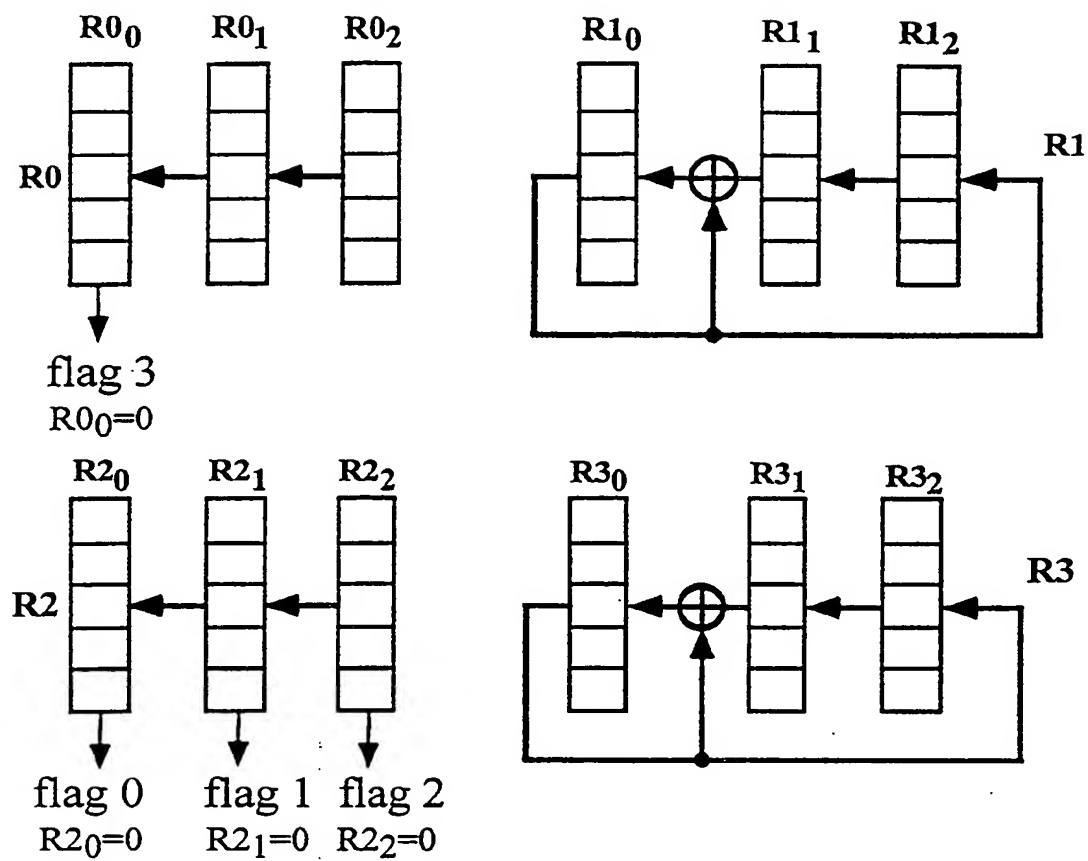 R0₀ R0₁ R0₂ R1₀ R1₁ R1₂
R0
R1
flag 3
R0₀=0
R2₀ R2₁ R2₂ R3₀ R3₁ R3₂
R2
R3
flag 0 flag 1 flag 2
R2₀=0 R2₁=0 R2₂=0